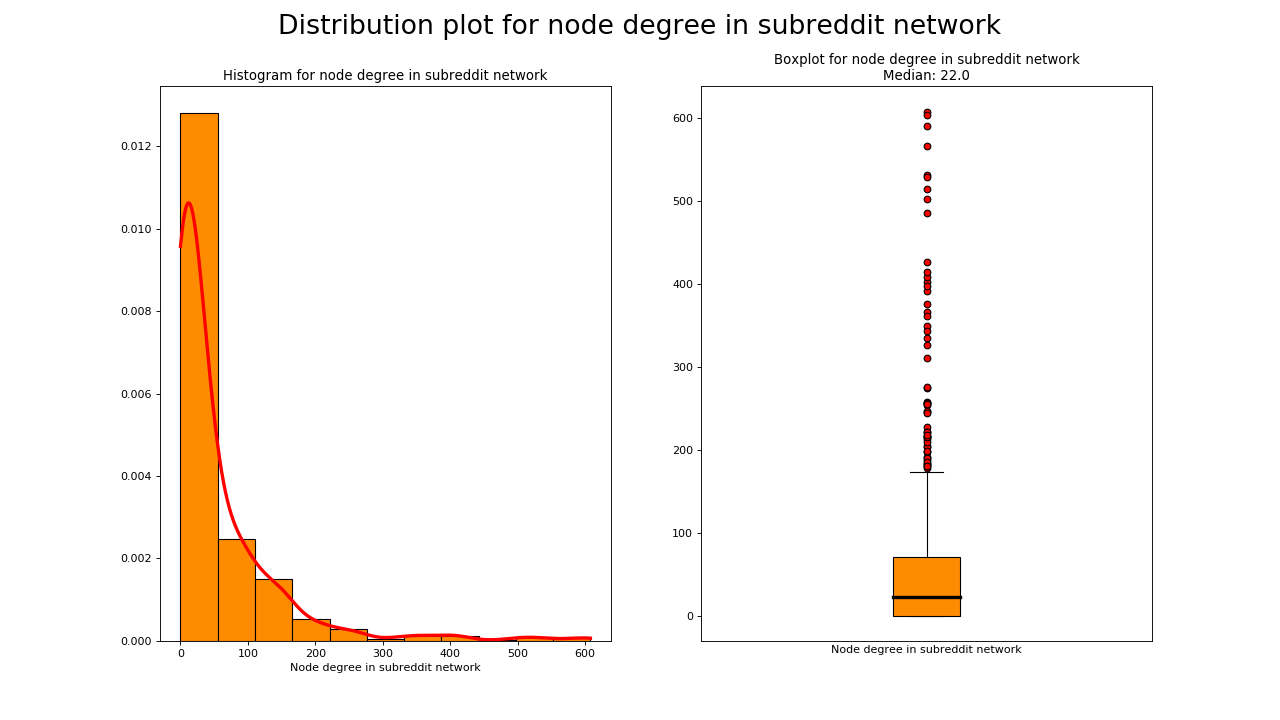 Distribution plot for node degree in subreddit network
Histogram for node degree in subreddit network
0.012
0.010
0.008
0.006
0.004
0.002
0.000
0 100 200 300 400 500 600
Node degree in subreddit network
Boxplot for node degree in subreddit network
Median: 22.0
600
500
400
300
200
100
0
Node degree in subreddit network